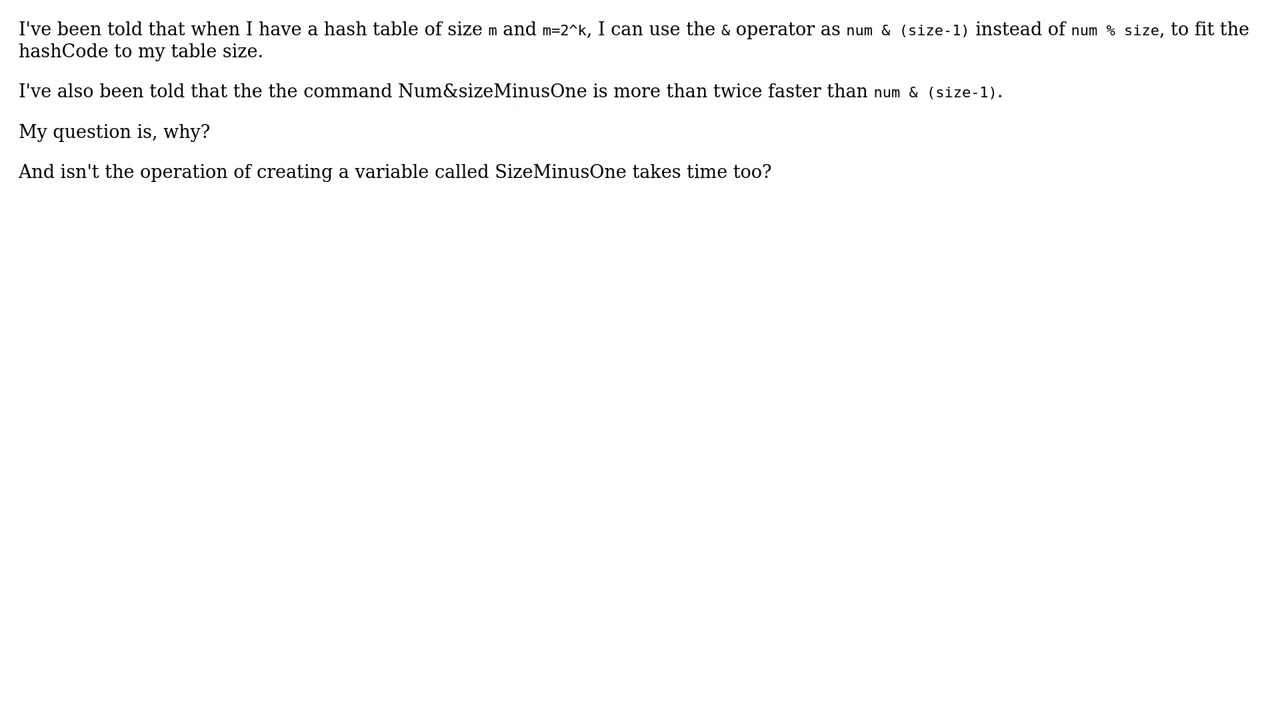 I've been told that when I have a hash table of size m and m=2^k, I can use the & operator as num & (size-1) instead of num % size, to fit the
hashCode to my table size.
I've also been told that the the command Num&sizeMinusOne is more than twice faster than num & (size-1).
My question is, why?
And isn't the operation of creating a variable called SizeMinusOne takes time too?